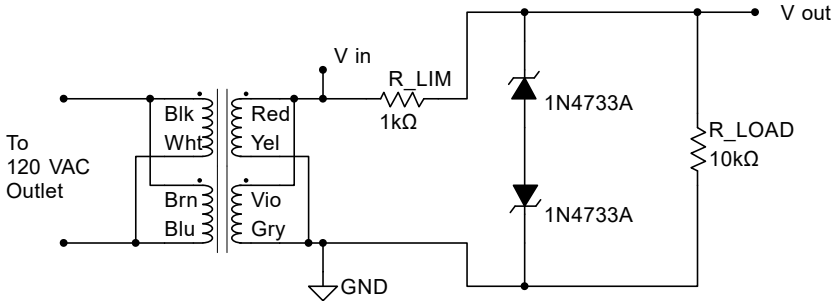 V out
V in
R_LIM
1kΩ
1N4733A
Blk
Red
Wht
Yel
To
120 VAC
Outlet
R_LOAD
10kΩ
Brn
Vio
Blu
Gry
1N4733A
GND